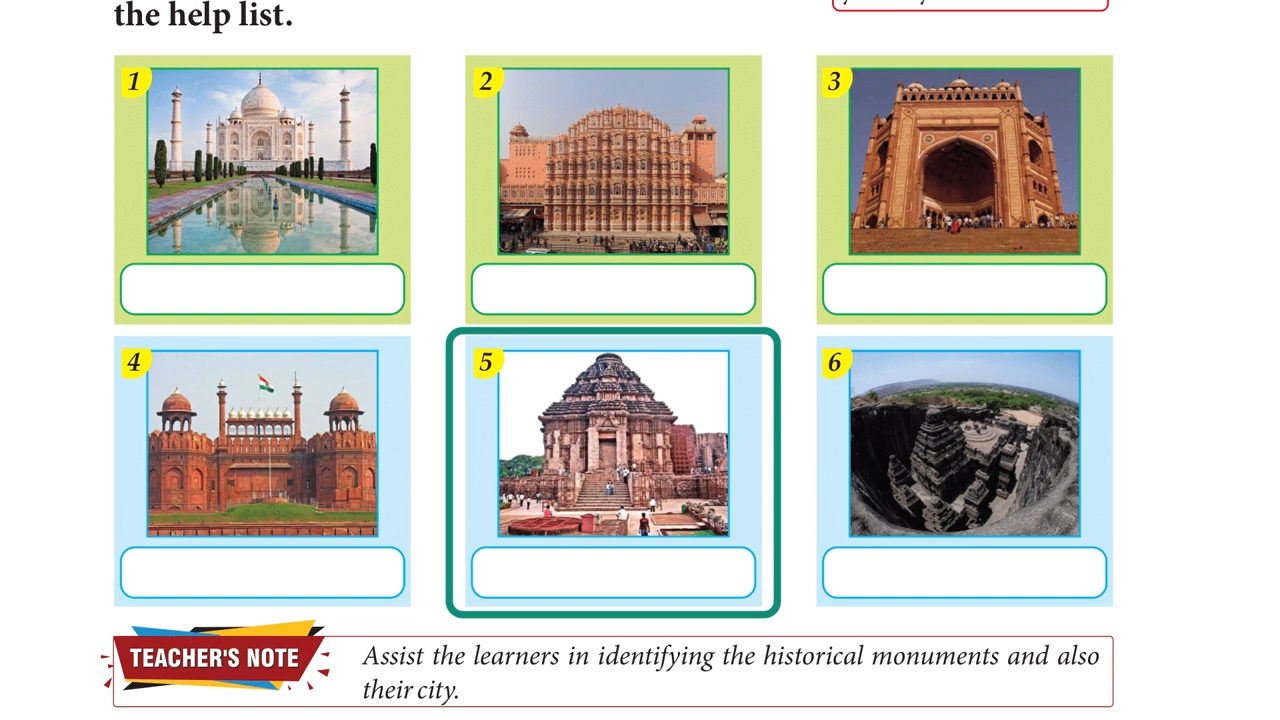 the help list.
1
2
3
4
5
6
TEACHER'S NOTE
Assist the learners in identifying the historical monuments and also
their city.